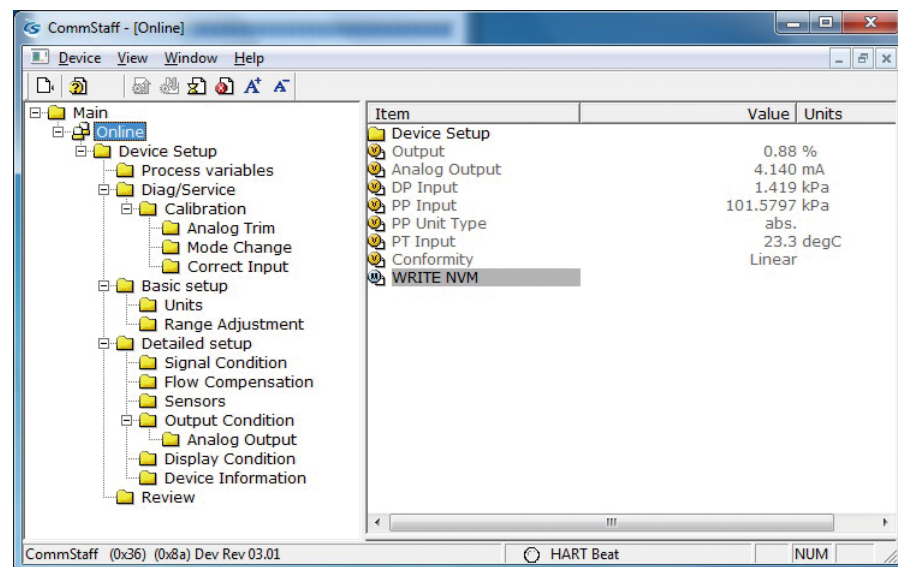 CommStaff - [Online]
Device View Window Help
Main
Online
Device Setup
Process variables
Diag/Service
Calibration
Analog Trim
Mode Change
Correct Input
Basic setup
Units
Range Adjustment
Detailed setup
Signal Condition
Flow Compensation
Sensors
Output Condition
Analog Output
Display Condition
Device Information
Review
Item Value Units
Device Setup
Output 0.88 %
Analog Output 4.140 mA
DP Input 1.419 kPa
PP Input 101.5797 kPa
PP Unit Type abs.
PT Input 23.3 degC
Conformity Linear
WRITE NVM
CommStaff (0x36) (0x8a) Dev Rev 03.01 HART Beat NUM